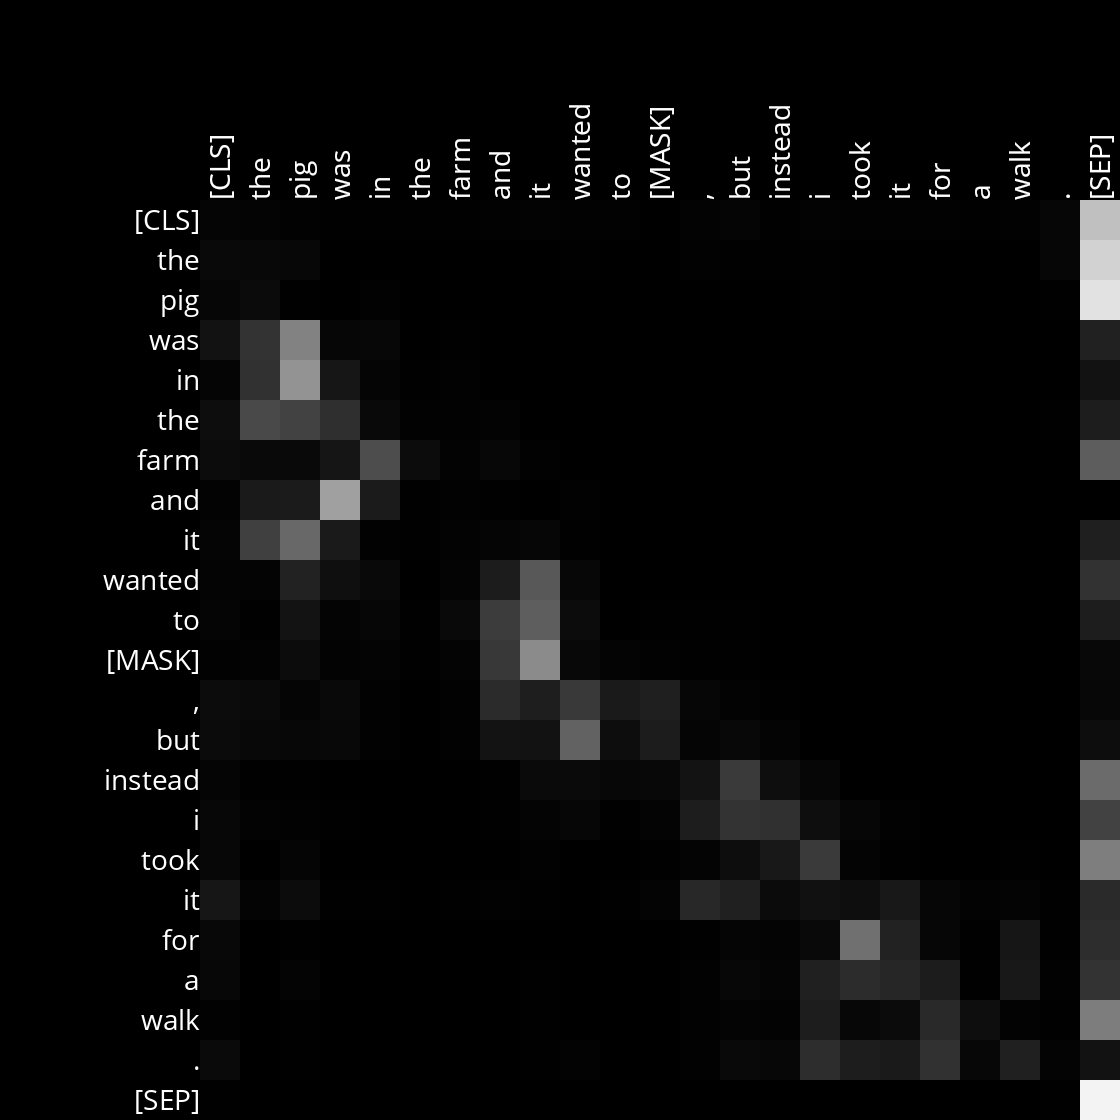 [CLS] the pig was in the farm and it wanted to [MASK] , but instead i took it for a walk . [SEP]
[CLS]
the
pig
was
in
the
farm
and
it
wanted
to
[MASK]
,
but
instead
i
took
it
for
a
walk
.
[SEP]